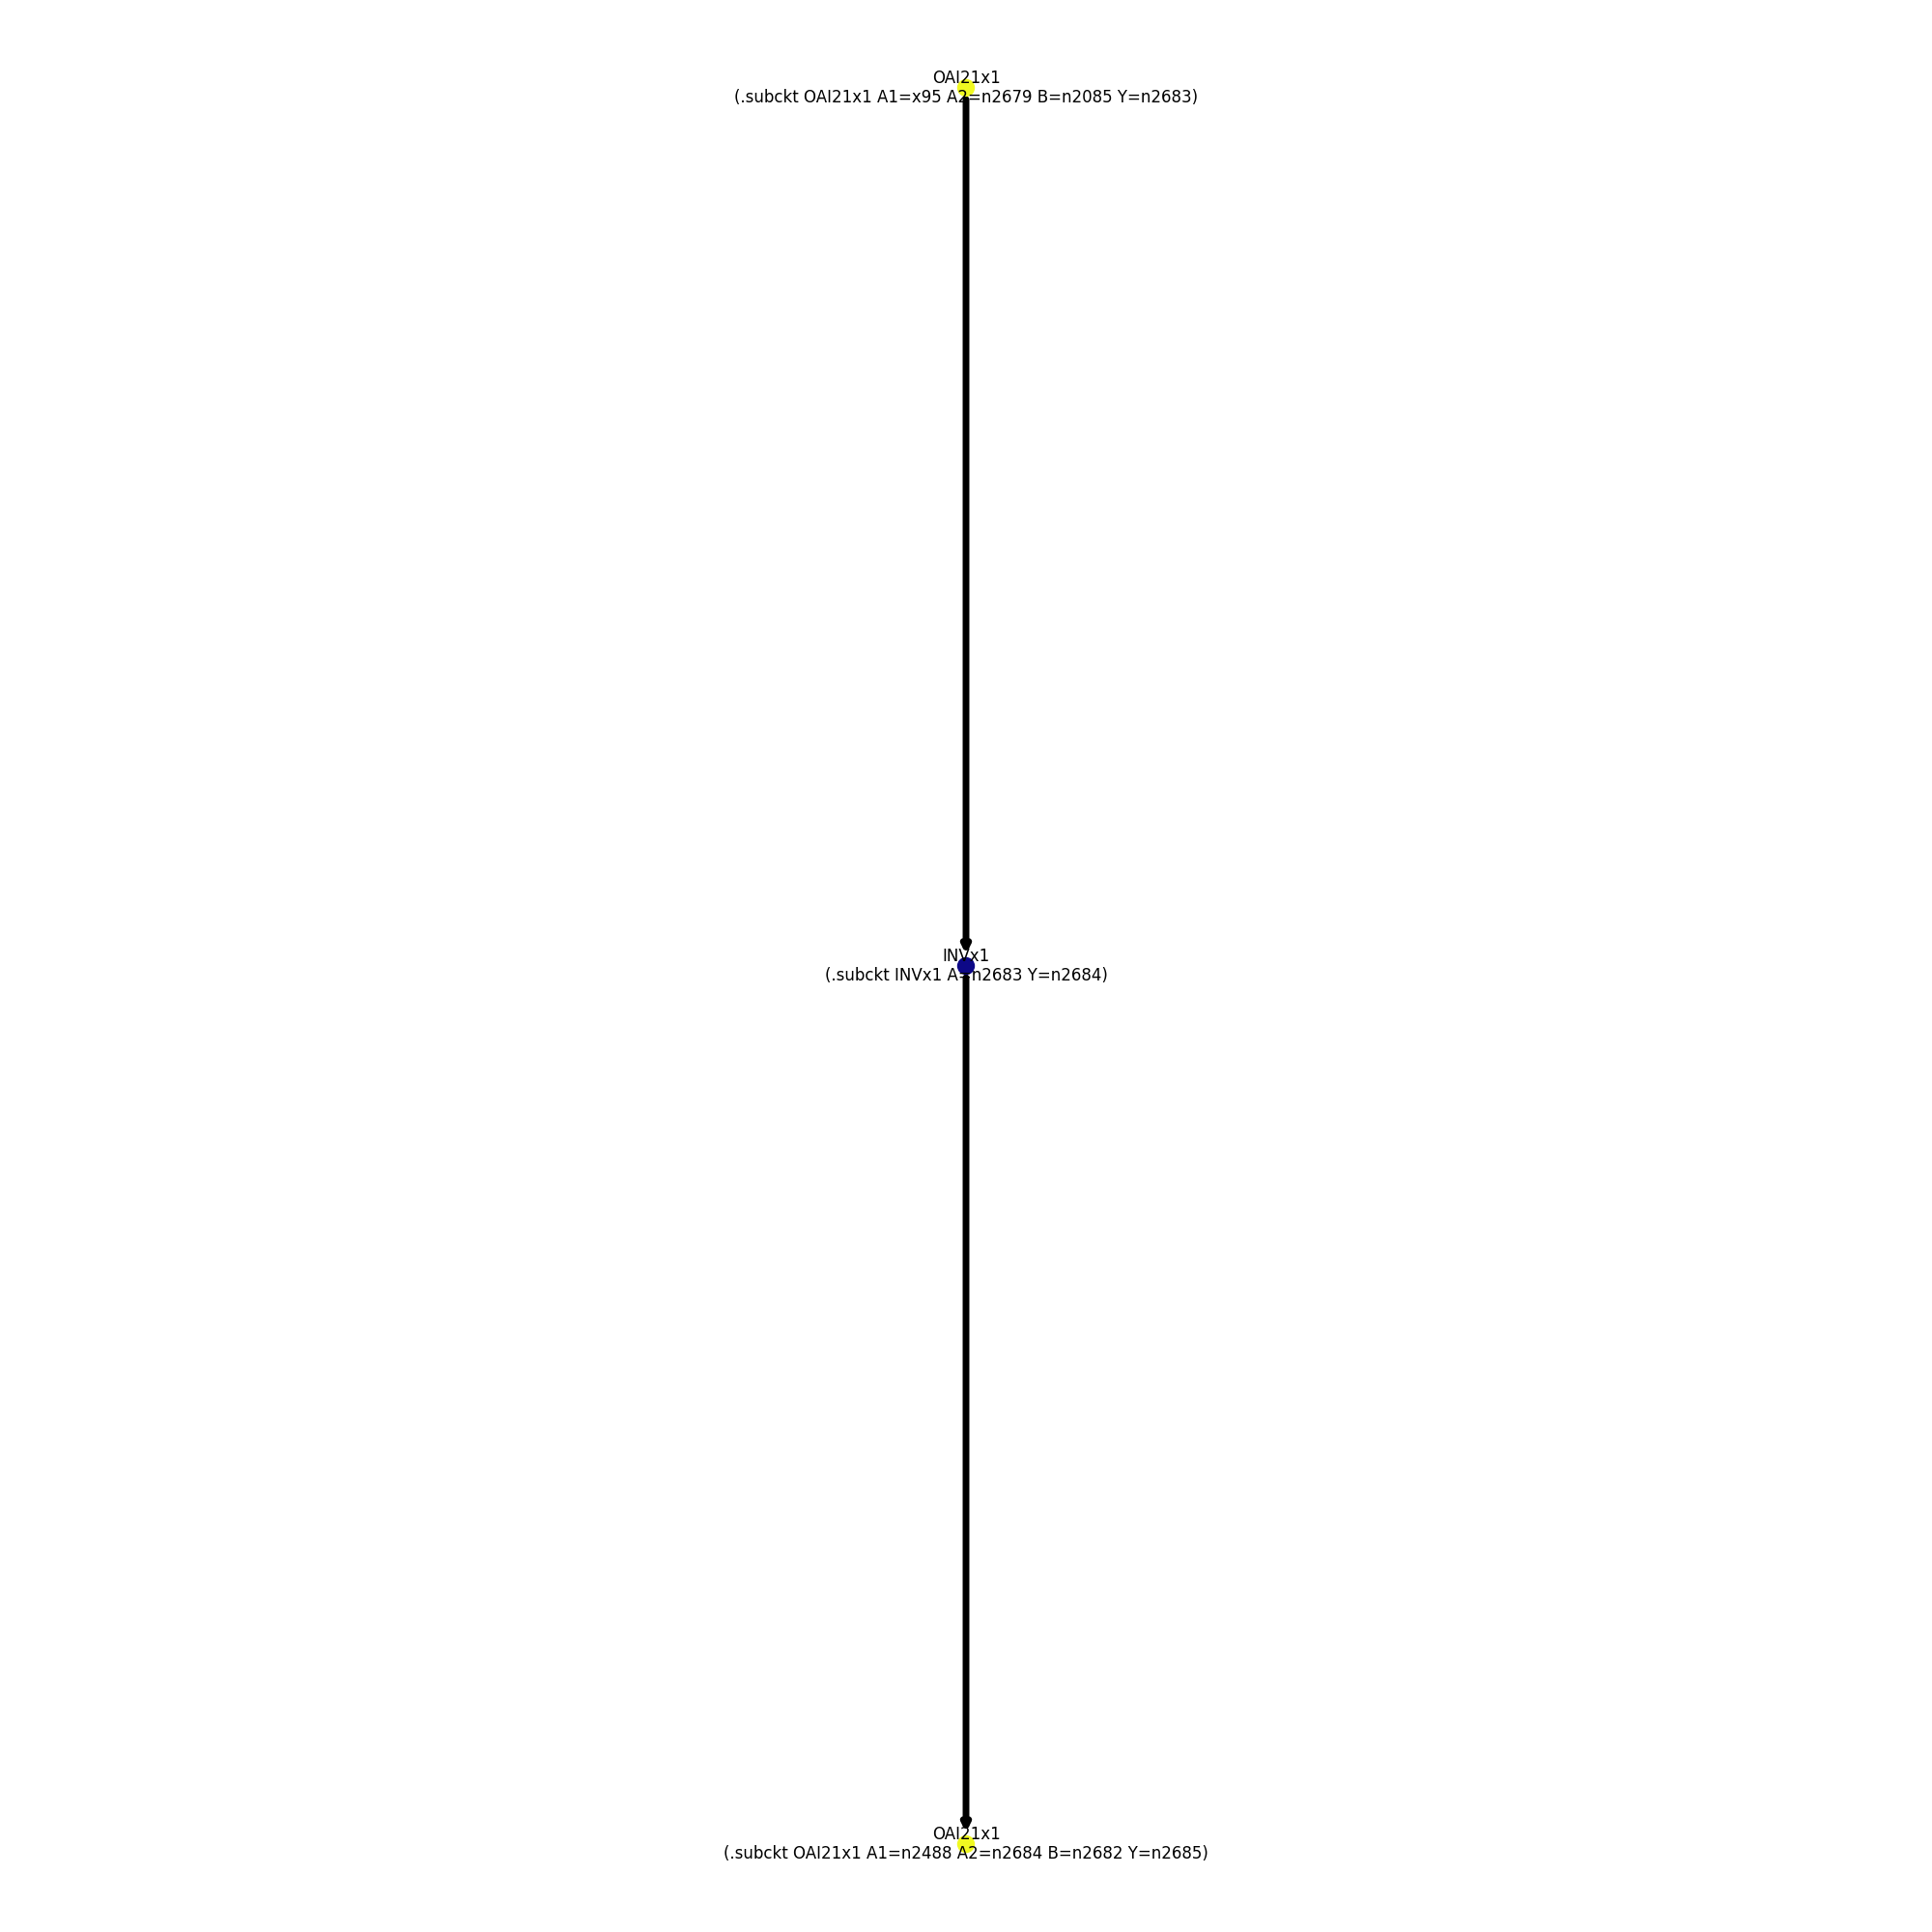 OAI21x1
(.subckt OAI21x1 A1=x95 A2=n2679 B=n2085 Y=n2683)
INVx1
(.subckt INVx1 A=n2683 Y=n2684)
OAI21x1
(.subckt OAI21x1 A1=n2488 A2=n2684 B=n2682 Y=n2685)